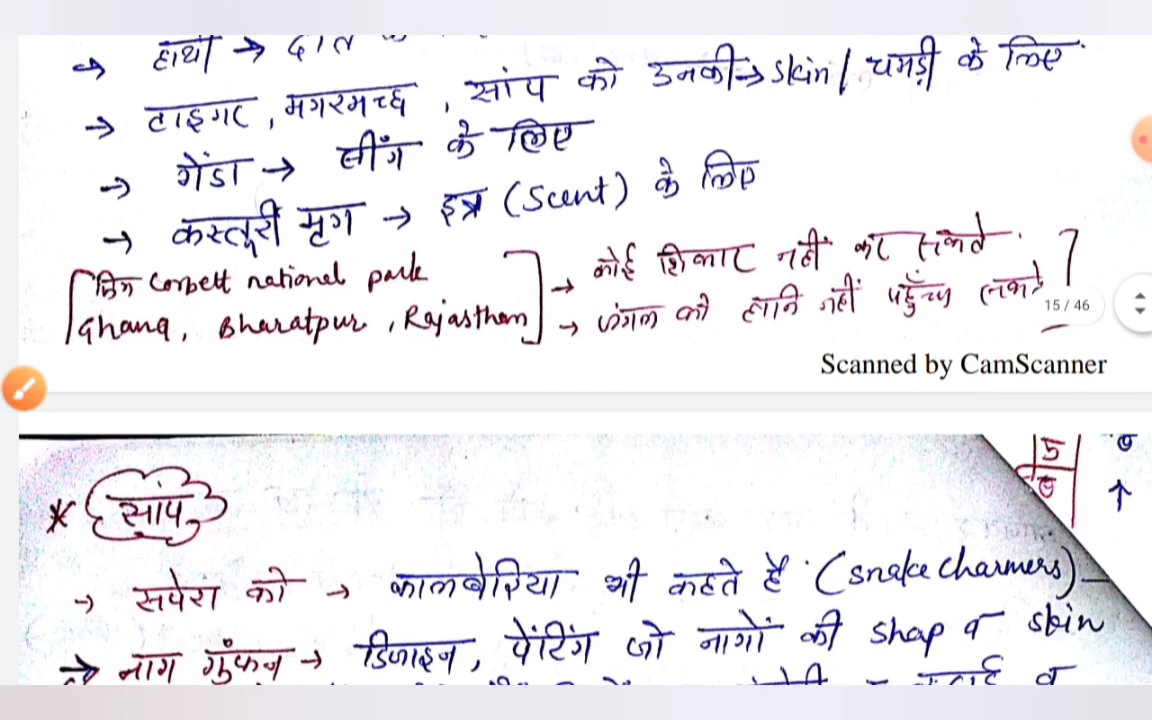 → हाथी → दांत
→ टाइगर, मगरमच्छ, सांप को उनकी → skin / चमड़ी के लिए
→ गेंडा → सींग के लिए
→ कस्तूरी मृग → इत्र (Scent) के लिए
[जिम Corbett national park → कोई शिकार नहीं कर सकते
Ghana, Bharatpur, Rajasthan] → जंगल को हानि नहीं पहुँचा सकते]
15 / 46
Scanned by CamScanner
5
* सांप
→ सपेरा को → कालबेरिया भी कहते हैं (snake charmers)
→ नाग गुंफन → डिजाइन, पेंटिंग जो नागों की shap व skin